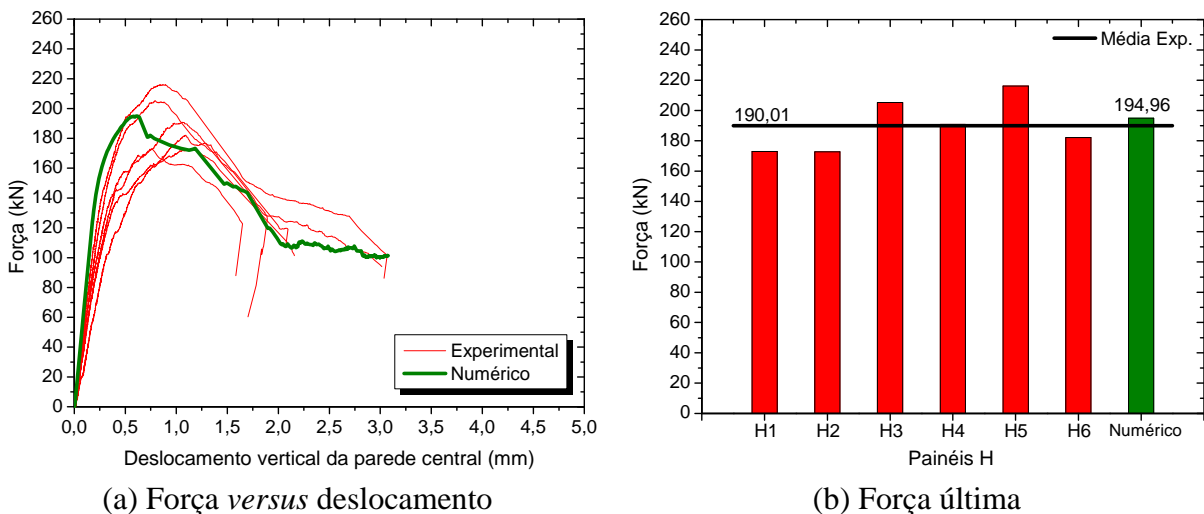 260
240
220
200
180
160
140
120
100
80
60
40
20
0
Força (kN)
0,0 0,5 1,0 1,5 2,0 2,5 3,0 3,5 4,0 4,5 5,0
Deslocamento vertical da parede central (mm)
Experimental
Numérico
(a) Força versus deslocamento
260
240
220
200
180
160
140
120
100
80
60
40
20
0
Força (kN)
Média Exp.
190,01
194,96
H1 H2 H3 H4 H5 H6 Numérico
Painéis H
(b) Força última